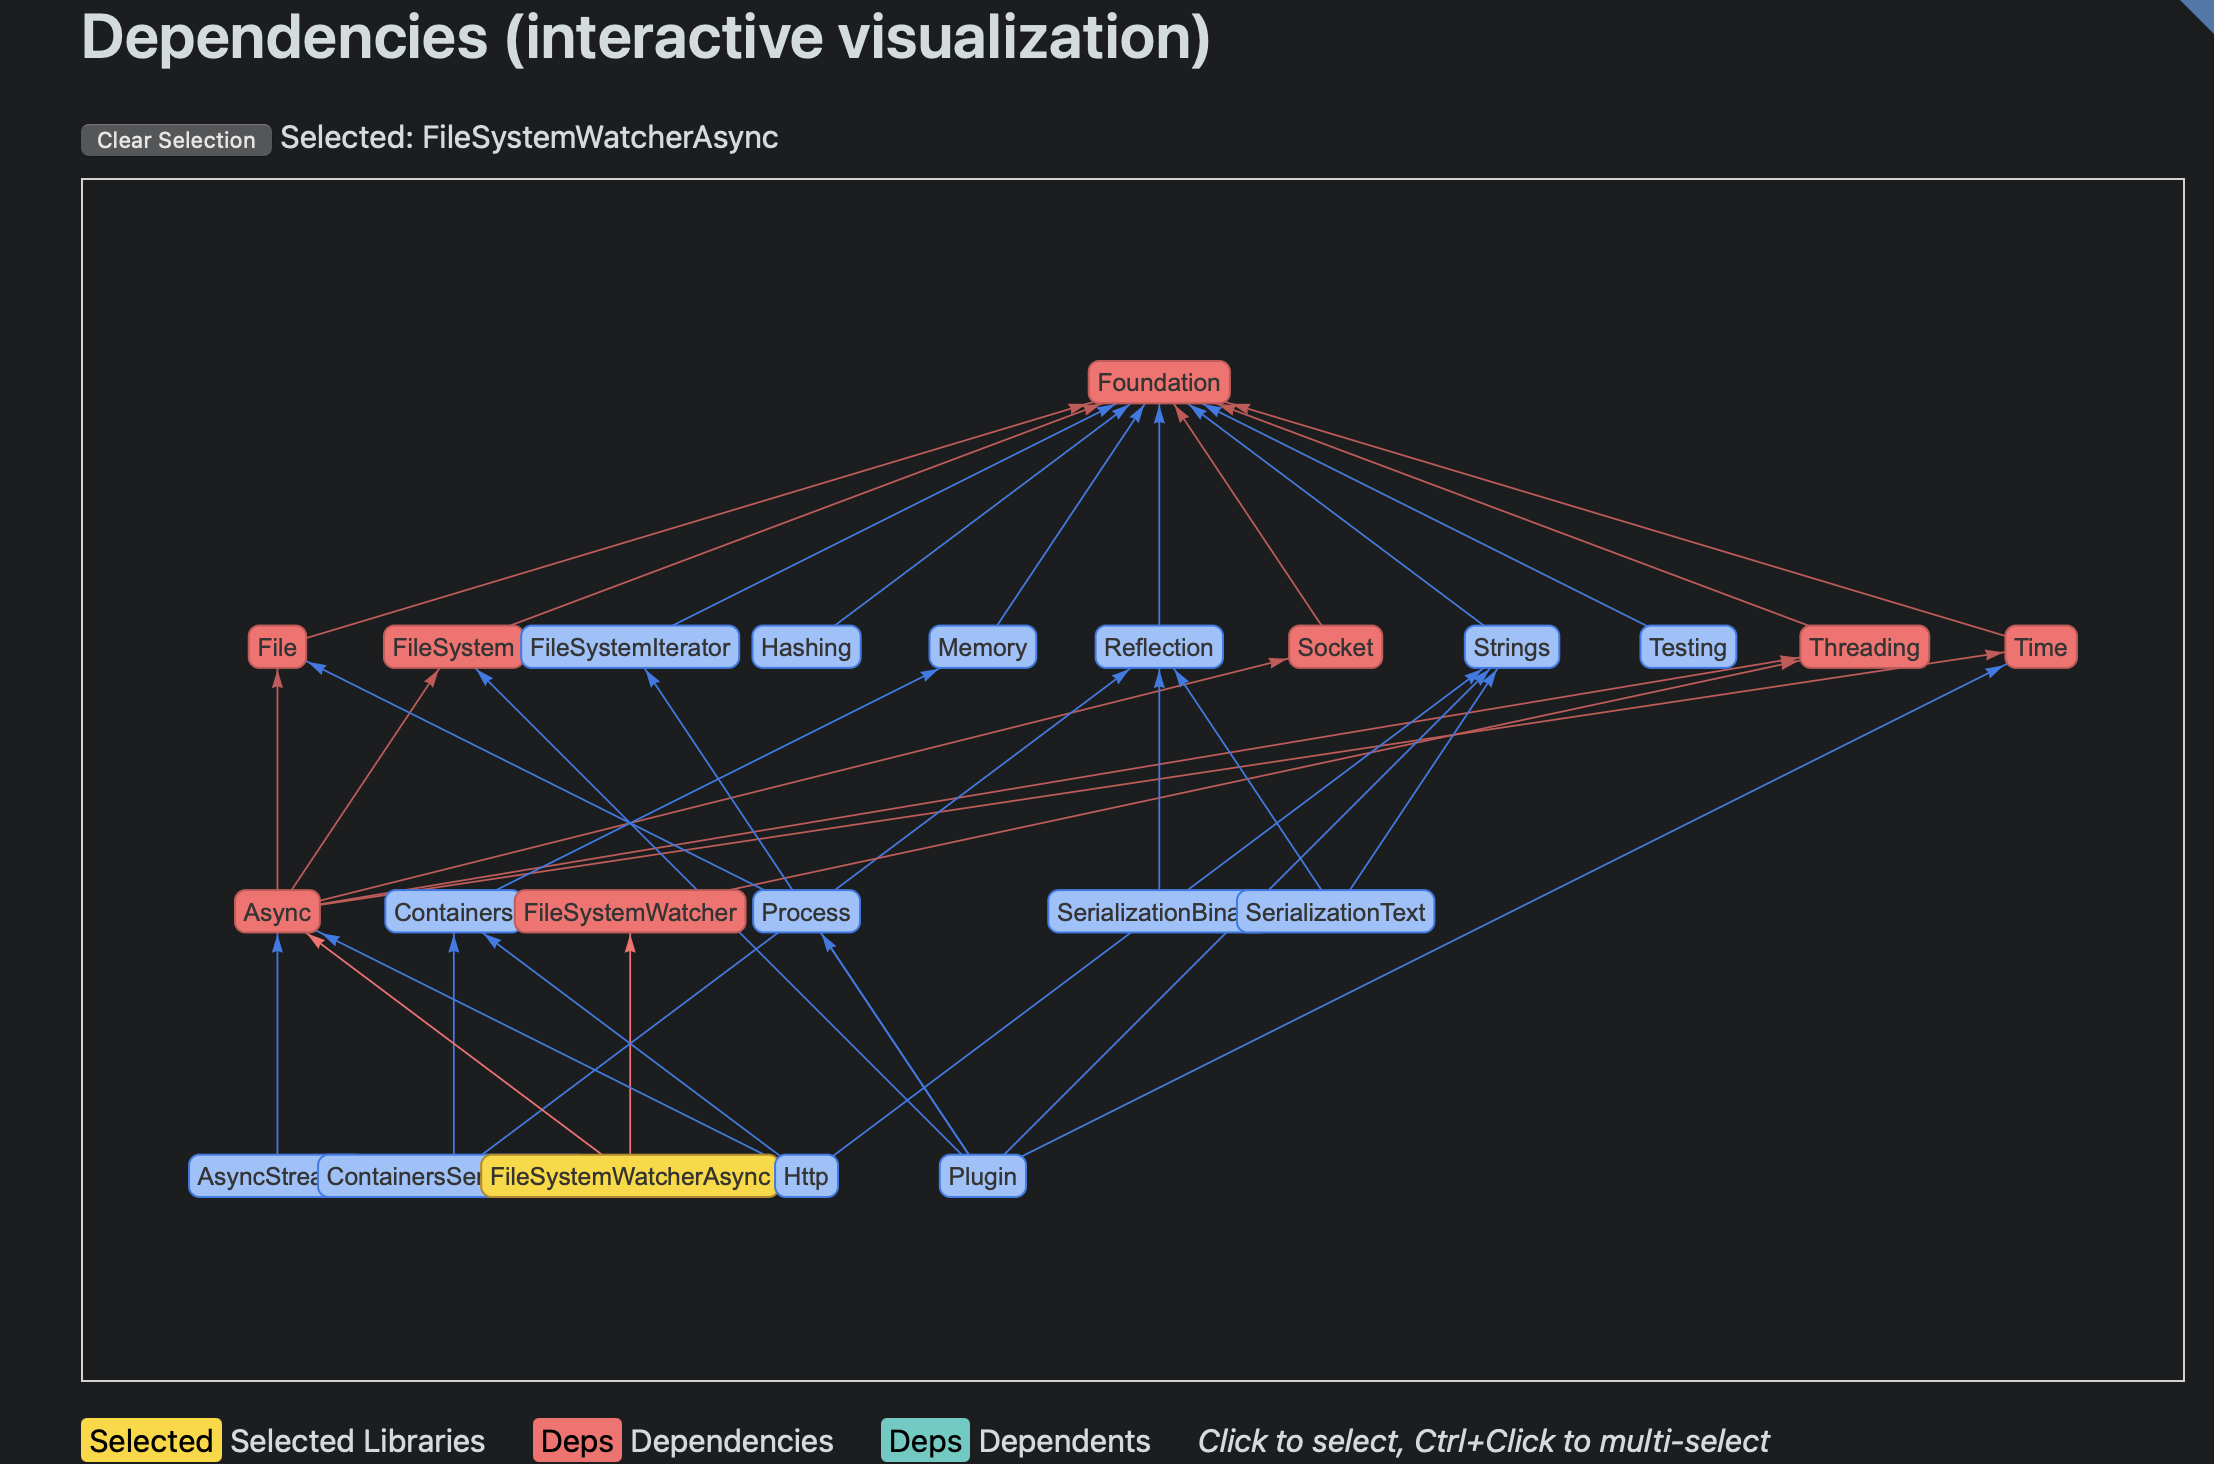 Dependencies (interactive visualization)
Clear Selection Selected: FileSystemWatcherAsync
Foundation
File FileSystem FileSystemIterator Hashing Memory Reflection Socket Strings Testing Threading Time
Async Containers FileSystemWatcher Process SerializationBina SerializationText
AsyncStrea ContainersSer FileSystemWatcherAsync Http Plugin
Selected Selected Libraries Deps Dependencies Deps Dependents Click to select, Ctrl+Click to multi-select